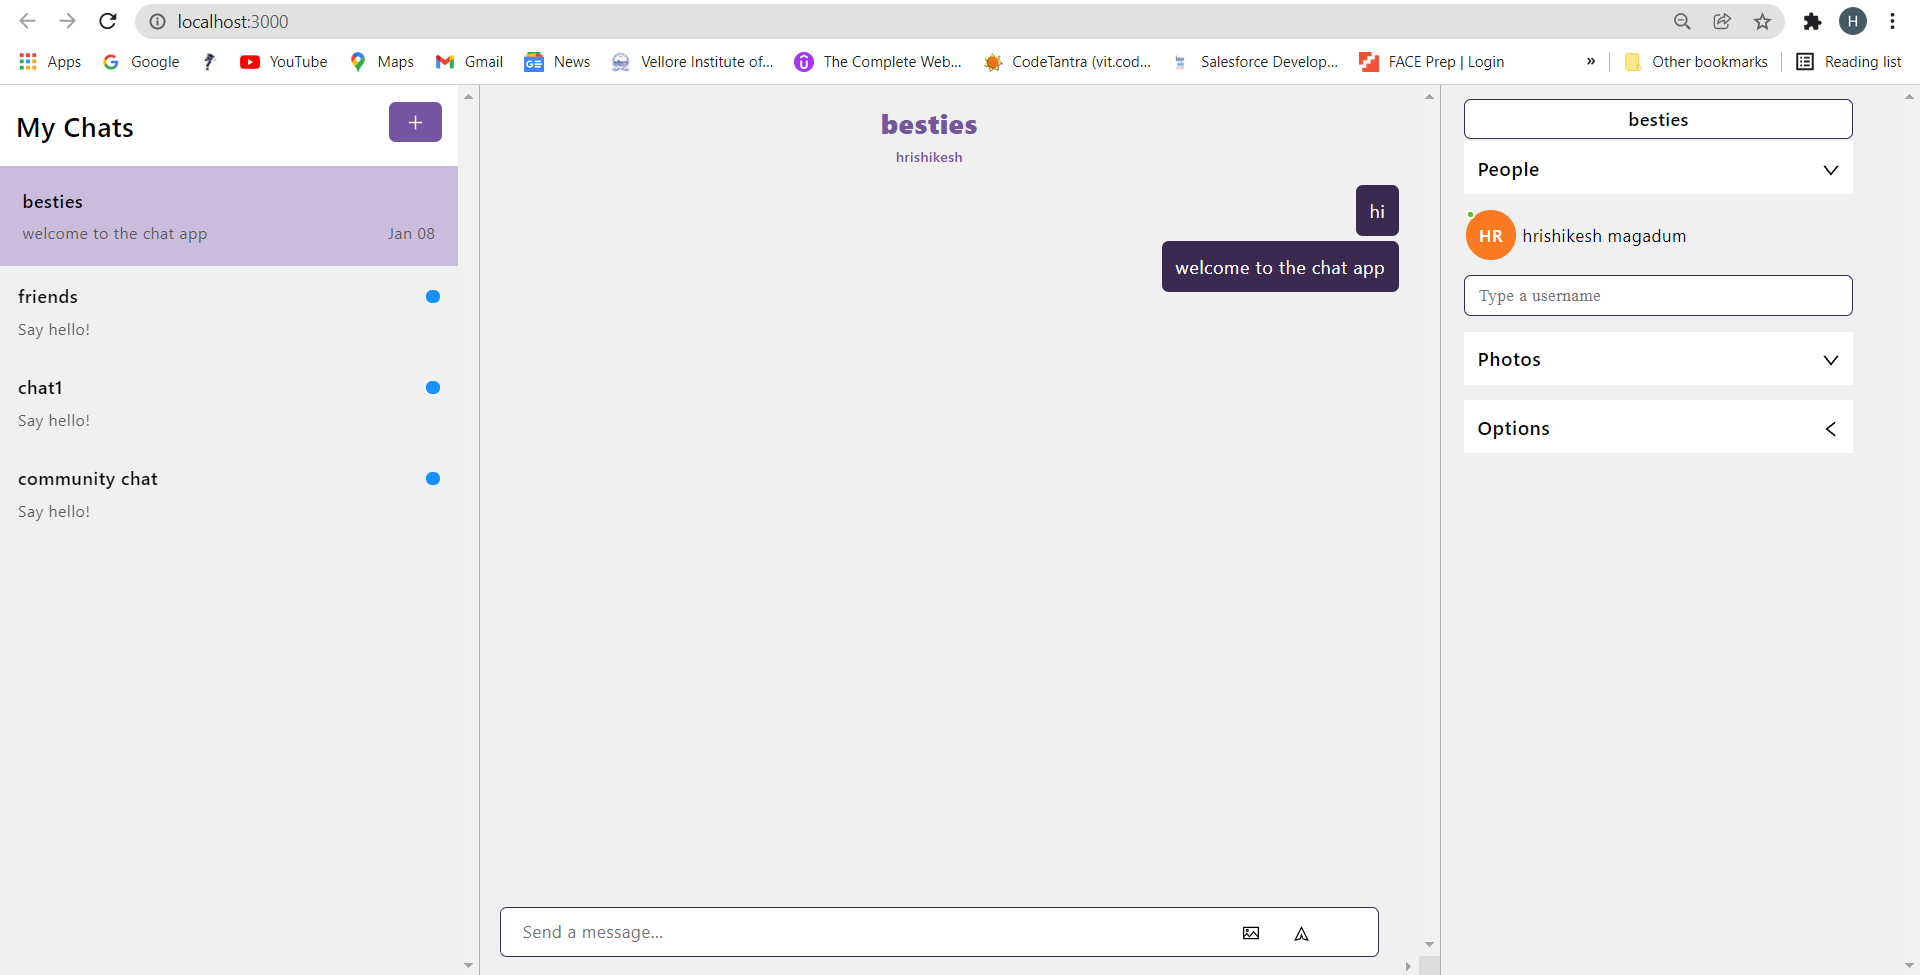 localhost:3000
H
Apps Google YouTube Maps Gmail News Vellore Institute of... The Complete Web... CodeTantra (vit.cod... Salesforce Develop... FACE Prep | Login » Other bookmarks Reading list
My Chats
+
besties
welcome to the chat app Jan 08
friends
Say hello!
chat1
Say hello!
community chat
Say hello!
besties
hrishikesh
hi
welcome to the chat app
Send a message...
besties
People
HR hrishikesh magadum
Type a username
Photos
Options